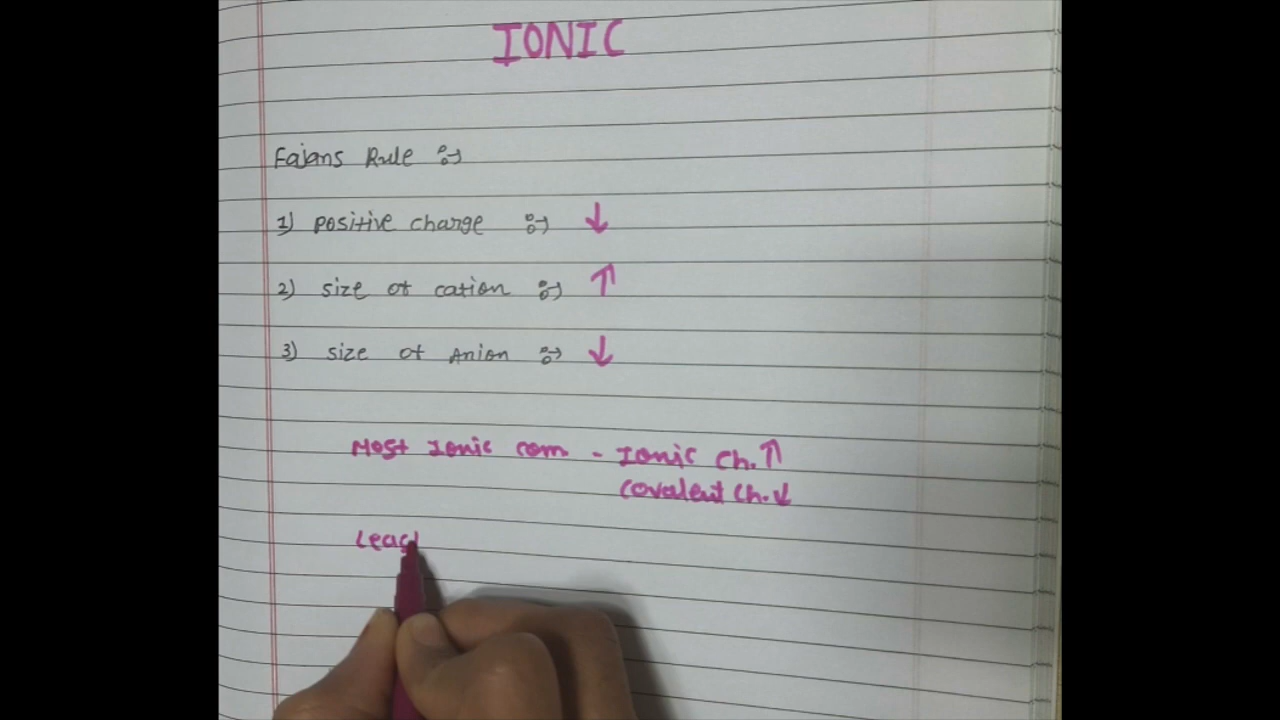 IONIC
Fajans Rule :-
1) positive charge :- ↓
2) size of cation :- ↑
3) size of Anion :- ↓
Most Ionic com - Ionic Ch. ↑
Covalent Ch. ↓
Least